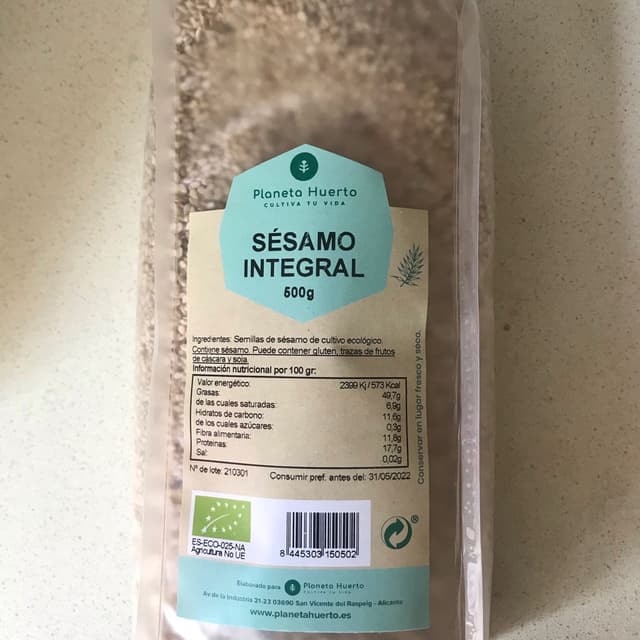 Planeta Huerto
CULTIVA TU VIDA
SÉSAMO
INTEGRAL
500g
Ingredientes: Semillas de sésamo de cultivo ecológico.
Contiene sésamo. Puede contener gluten, trazas de frutos
de cáscara y soja.
Información nutricional por 100 gr:
Valor energético: 2399 Kj / 573 Kcal
Grasas: 49,7g
de las cuales saturadas: 6,9g
Hidratos de carbono: 11,6g
de los cuales azúcares: 0,3g
Fibra alimentaria: 11,8g
Proteínas: 17,7g
Sal: 0,02g
Conservar en lugar fresco y seco.
Nº de lote: 210301 Consumir pref. antes del: 31/05/2022
ES-ECO-025-NA
Agricultura No UE
8 445303 150502
®
Elaborado para Planeta Huerto
CULTIVA TU VIDA
Av de la Industria 21-23 03690 San Vicente del Raspeig - Alicante
www.planetahuerto.es